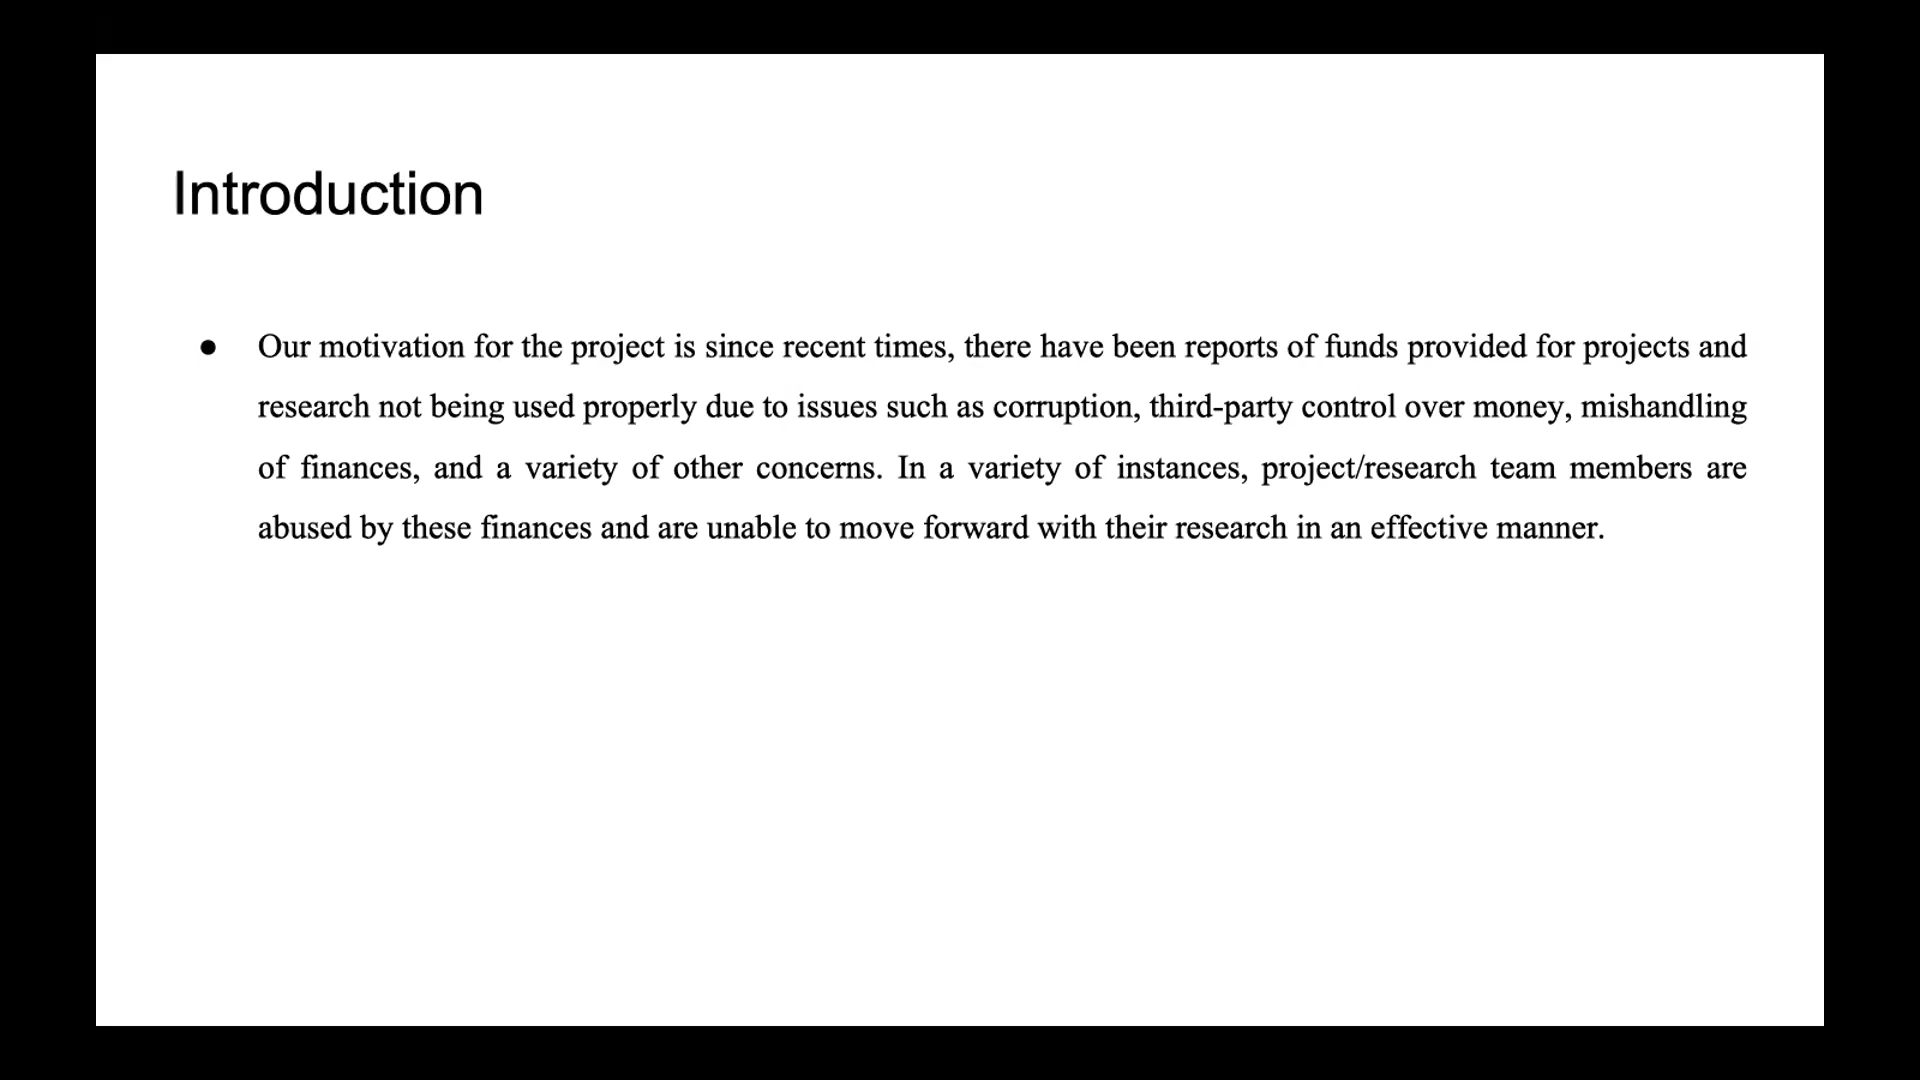 Introduction
● Our motivation for the project is since recent times, there have been reports of funds provided for projects and
research not being used properly due to issues such as corruption, third-party control over money, mishandling
of finances, and a variety of other concerns. In a variety of instances, project/research team members are
abused by these finances and are unable to move forward with their research in an effective manner.